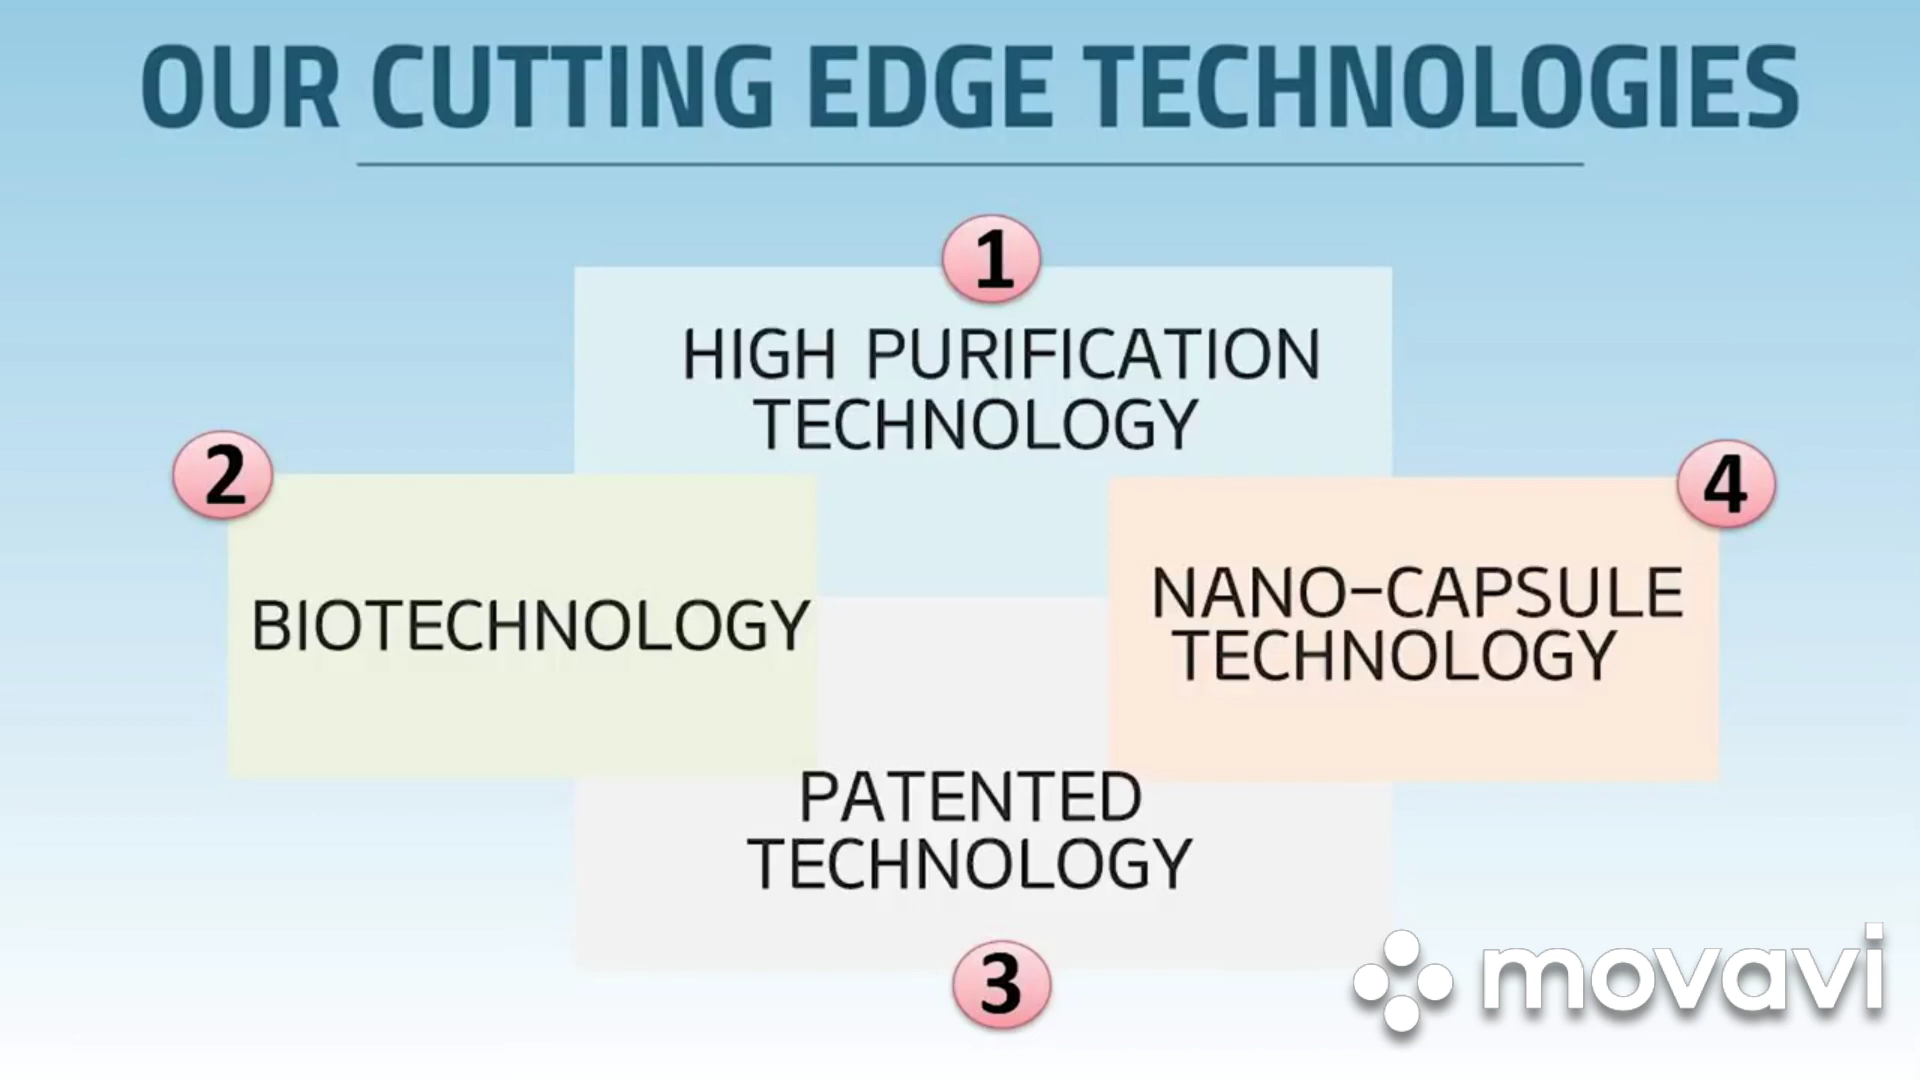 OUR CUTTING EDGE TECHNOLOGIES
1
HIGH PURIFICATION
TECHNOLOGY
2
BIOTECHNOLOGY
4
NANO-CAPSULE
TECHNOLOGY
PATENTED
TECHNOLOGY
3
movavi